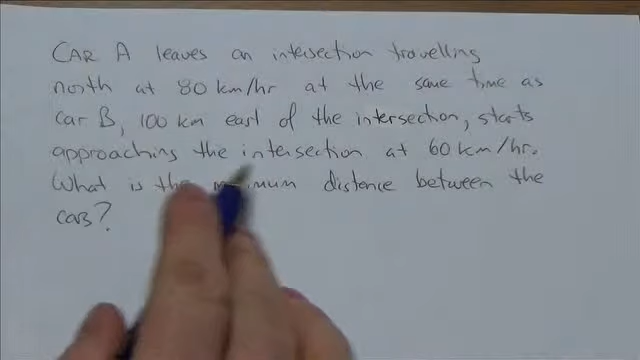 CAR A leaves an intersection travelling
north at 80 km/hr at the same time as
car B, 100 km east of the intersection, starts
approaching the intersection at 60 km/hr.
What is the distance between the
cars?